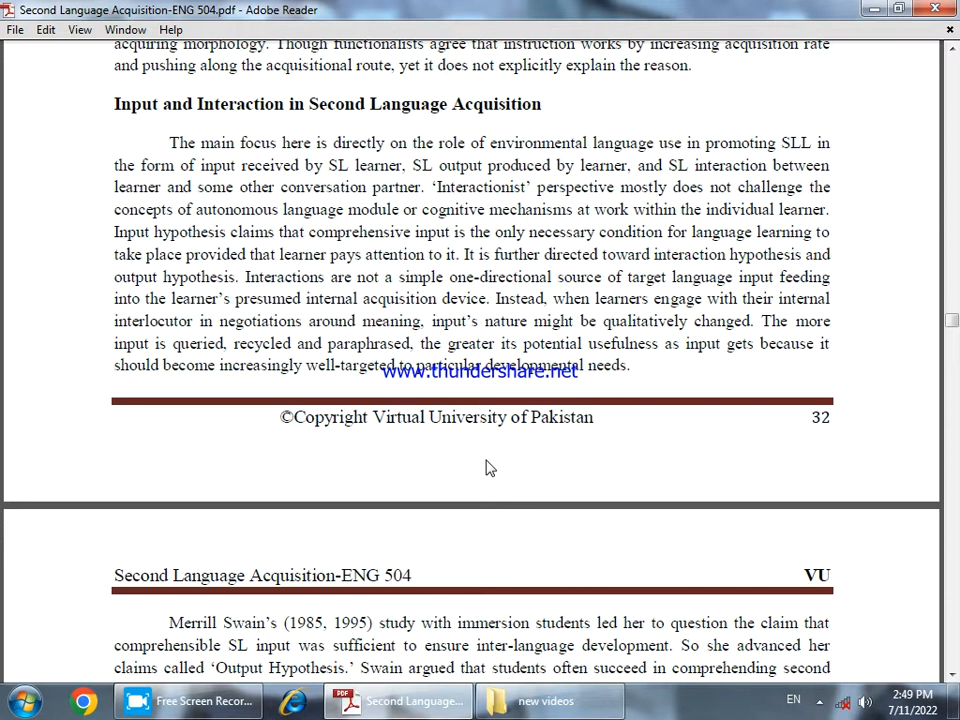 Second Language Acquisition-ENG 504.pdf - Adobe Reader
File Edit View Window Help
acquiring morphology. Though functionalists agree that instruction works by increasing acquisition rate
and pushing along the acquisitional route, yet it does not explicitly explain the reason.
Input and Interaction in Second Language Acquisition
The main focus here is directly on the role of environmental language use in promoting SLL in
the form of input received by SL learner, SL output produced by learner, and SL interaction between
learner and some other conversation partner. ‘Interactionist’ perspective mostly does not challenge the
concepts of autonomous language module or cognitive mechanisms at work within the individual learner.
Input hypothesis claims that comprehensive input is the only necessary condition for language learning to
take place provided that learner pays attention to it. It is further directed toward interaction hypothesis and
output hypothesis. Interactions are not a simple one-directional source of target language input feeding
into the learner’s presumed internal acquisition device. Instead, when learners engage with their internal
interlocutor in negotiations around meaning, input’s nature might be qualitatively changed. The more
input is queried, recycled and paraphrased, the greater its potential usefulness as input gets because it
should become increasingly well-targeted to particular developmental needs.
www.thundershare.net
©Copyright Virtual University of Pakistan 32
Second Language Acquisition-ENG 504 VU
Merrill Swain’s (1985, 1995) study with immersion students led her to question the claim that
comprehensible SL input was sufficient to ensure inter-language development. So she advanced her
claims called ‘Output Hypothesis.’ Swain argued that students often succeed in comprehending second
Free Screen Recor... Second Language... new videos EN 2:49 PM
7/11/2022